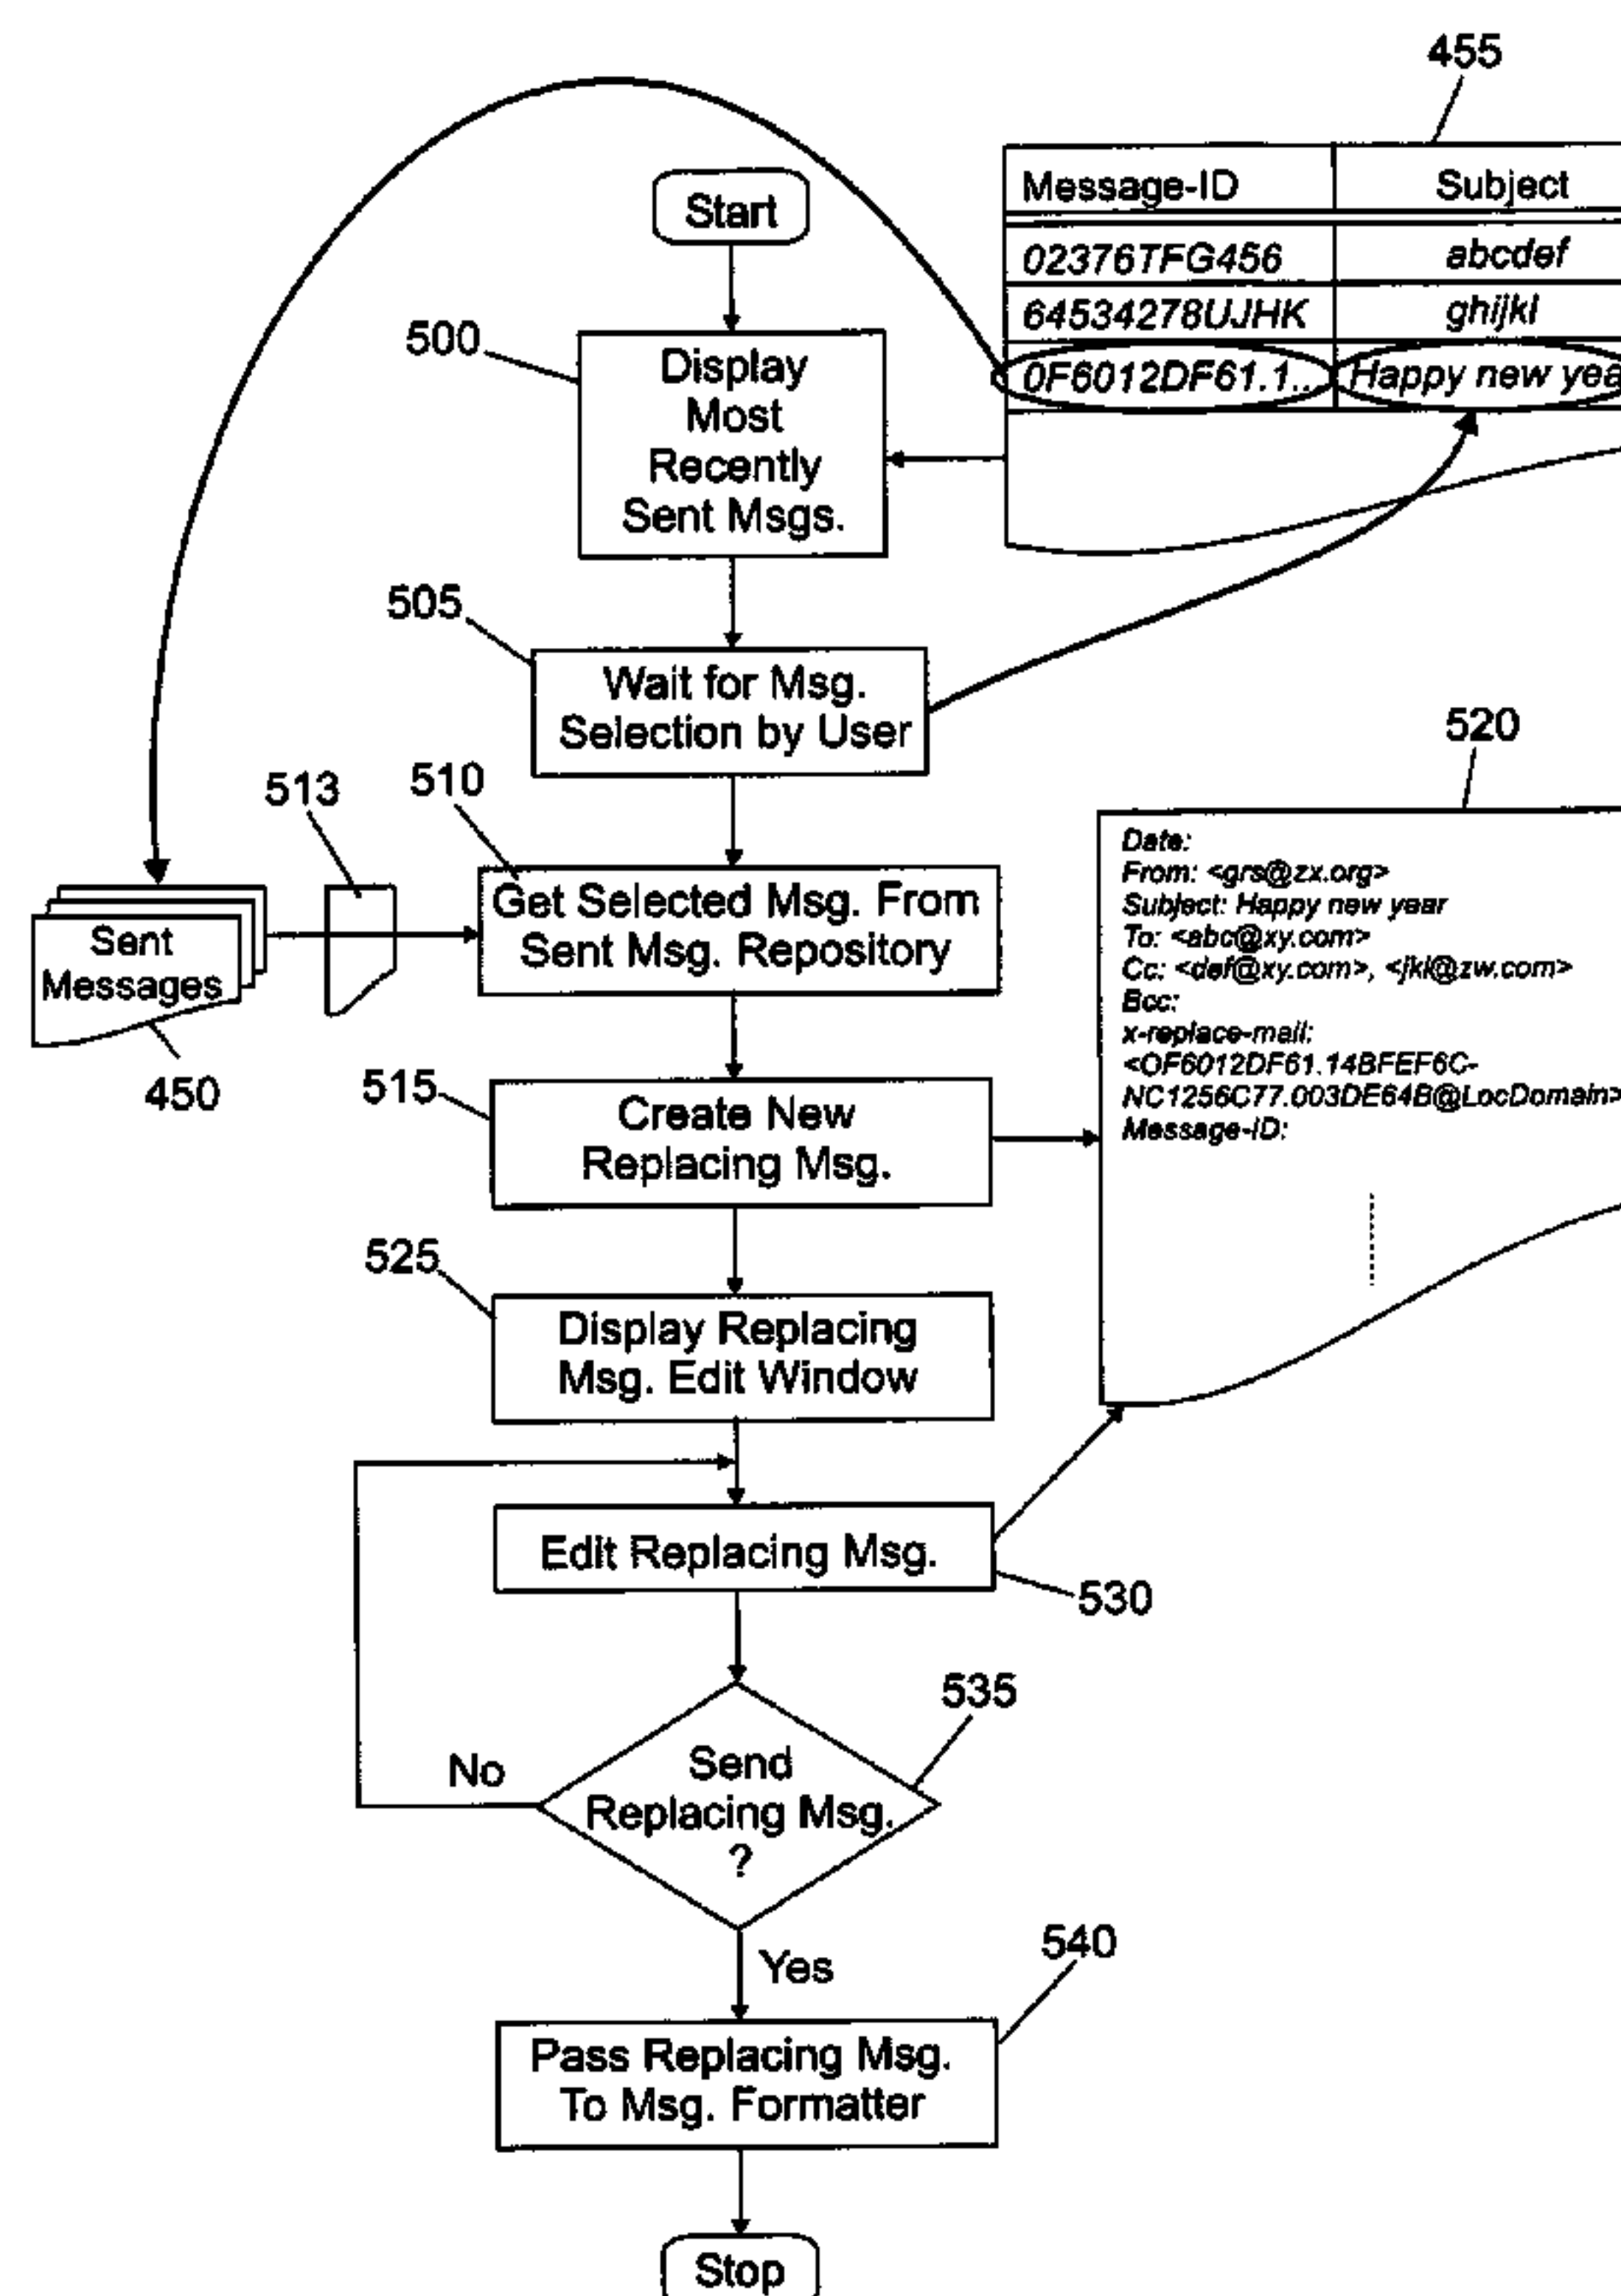 455
Message-ID Subject
Start
02376TFG456 abcdef
64534278UJHK ghijkl
500
Display
Most
Recently
Sent Msgs.
0F6012DF61.1... Happy new yea
505
Wait for Msg.
Selection by User
520
513
510
Get Selected Msg. From
Sent Msg. Repository
Sent
Messages
450
Date:
From: <grs@zx.org>
Subject: Happy new year
To: <abc@xy.com>
Cc: <def@xy.com>, <jkl@zw.com>
Bcc:
x-replace-mail:
<OF6012DF61.14BFEF6C-
NC1256C77.003DE64B@LocDomain>
Message-ID:
515
Create New
Replacing Msg.
525
Display Replacing
Msg. Edit Window
Edit Replacing Msg.
530
535
Send
Replacing Msg.
?
No
Yes
540
Pass Replacing Msg.
To Msg. Formatter
Stop